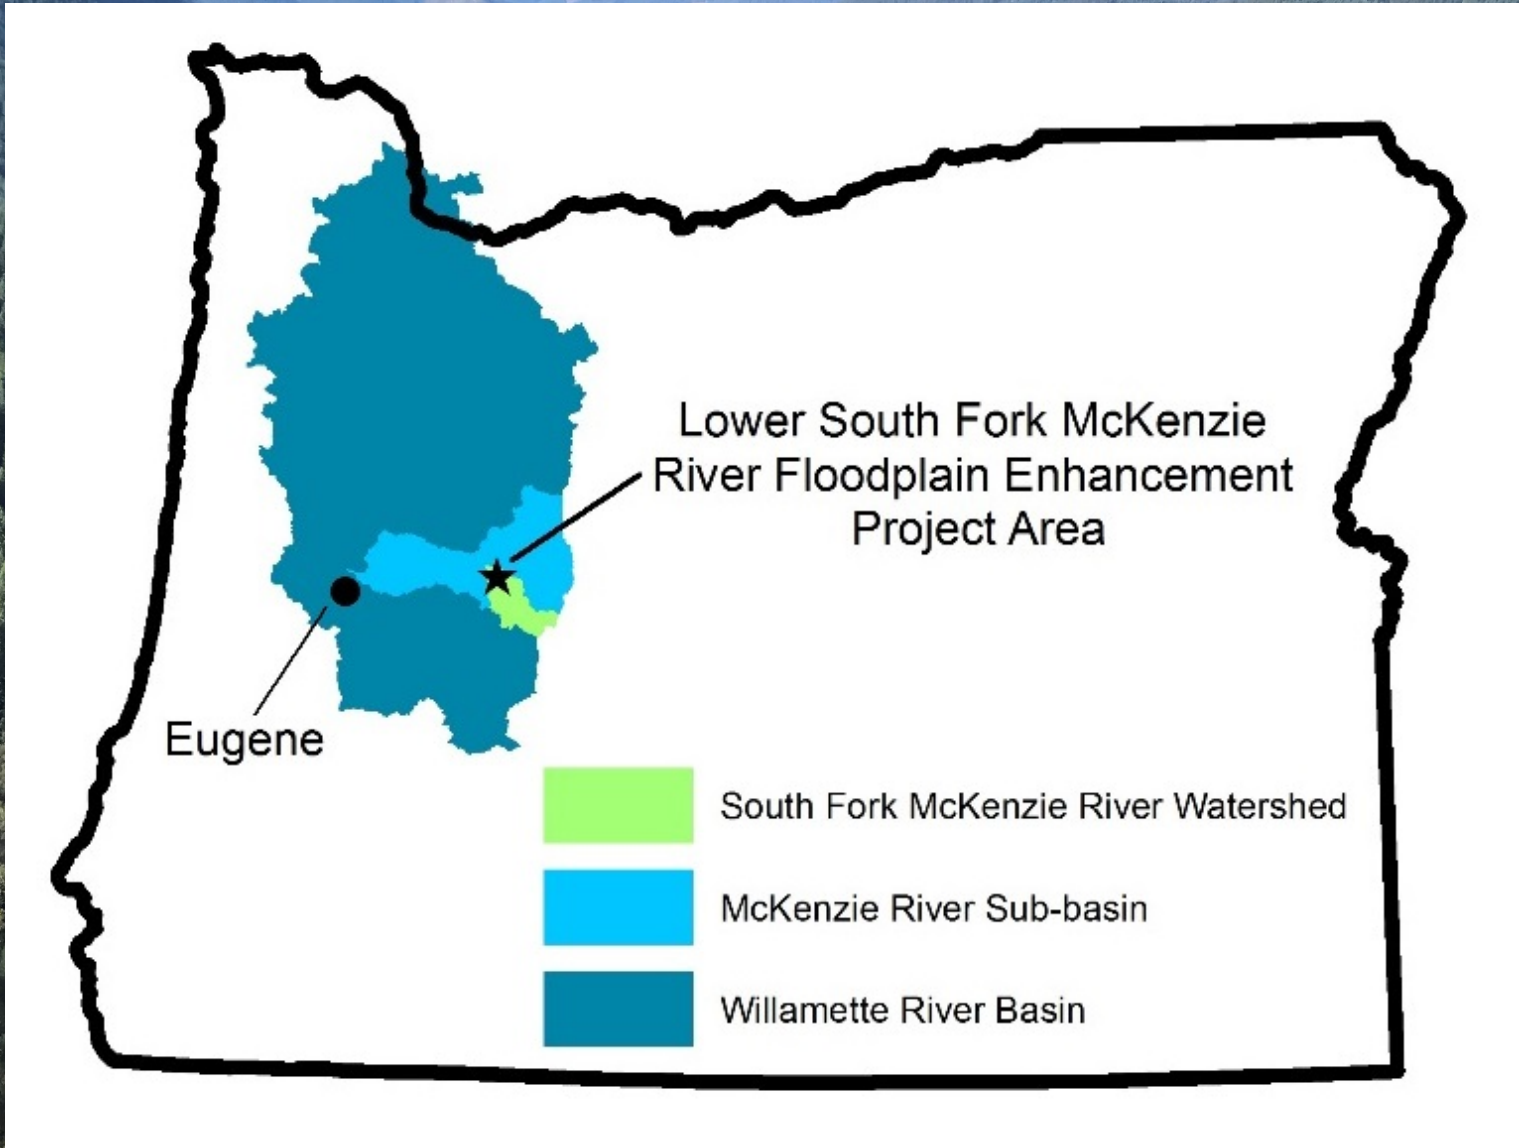 Lower South Fork McKenzie
River Floodplain Enhancement
Project Area
Eugene
South Fork McKenzie River Watershed
McKenzie River Sub-basin
Willamette River Basin